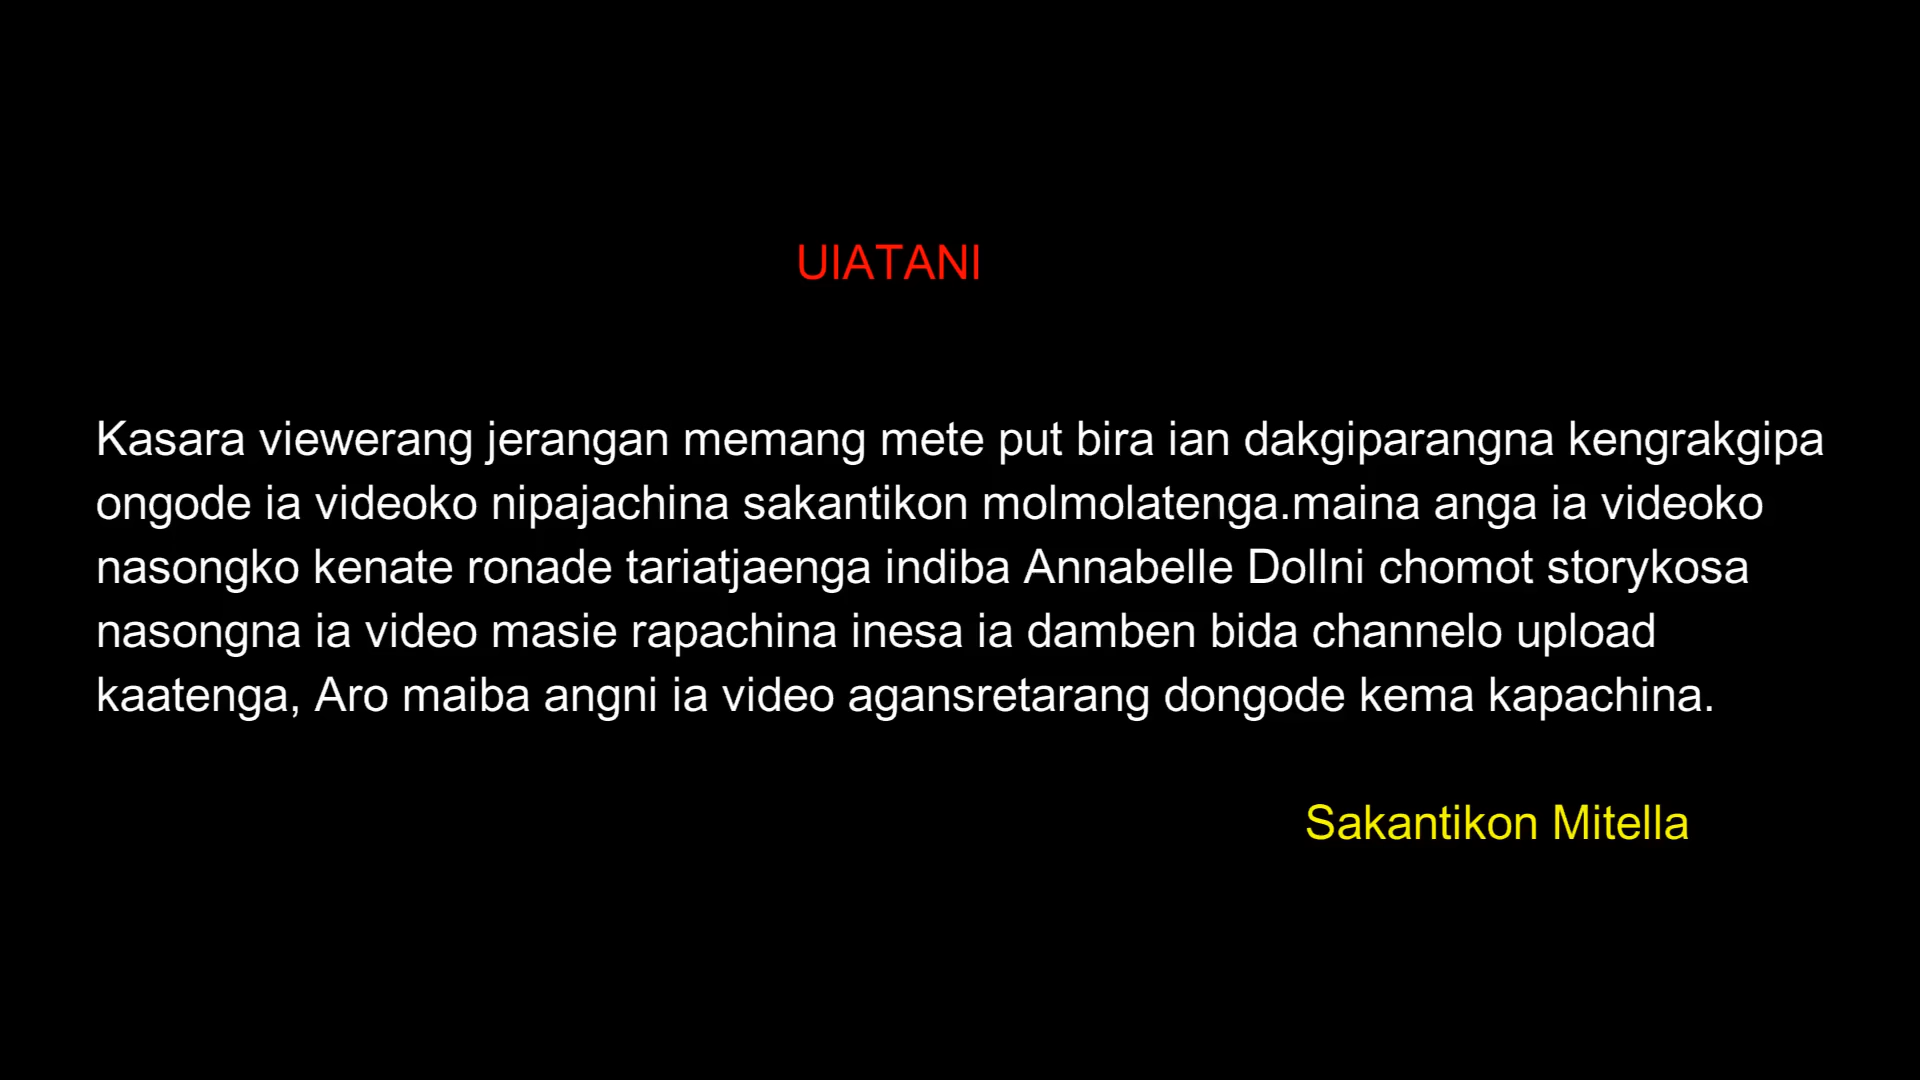 UIATANI
Kasara viewerang jerangan memang mete put bira ian dakgiparangna kengrakgipa
ongode ia videoko nipajachina sakantikon molmolatenga.maina anga ia videoko
nasongko kenate ronade tariatjaenga indiba Annabelle Dollni chomot storykosa
nasongna ia video masie rapachina inesa ia damben bida channelo upload
kaatenga, Aro maiba angni ia video agansretarang dongode kema kapachina.
Sakantikon Mitella